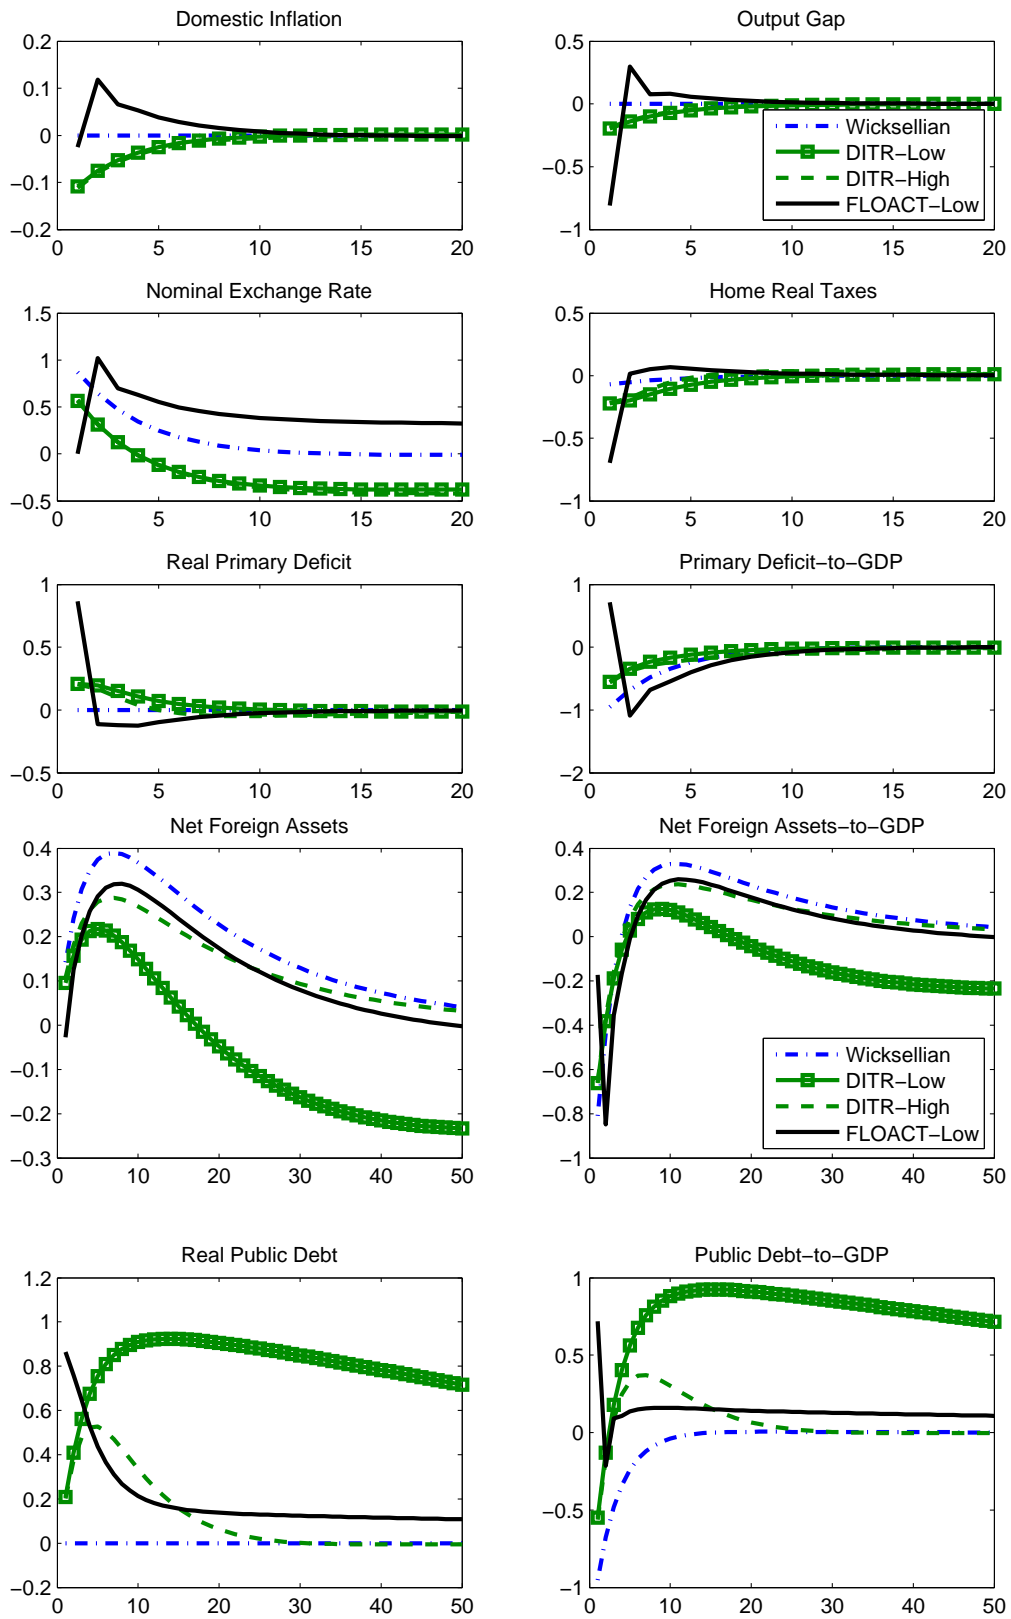 Domestic Inflation
0.2
0.1
0
−0.1
−0.2
0 5 10 15 20
Output Gap
0.5
0
−0.5
−1
0 5 10 15 20
Wicksellian
DITR−Low
DITR−High
FLOACT−Low
Nominal Exchange Rate
1.5
1
0.5
0
−0.5
0 5 10 15 20
Home Real Taxes
0.5
0
−0.5
−1
0 5 10 15 20
Real Primary Deficit
1
0.5
0
−0.5
0 5 10 15 20
Primary Deficit−to−GDP
1
0
−1
−2
0 5 10 15 20
Net Foreign Assets
0.4
0.3
0.2
0.1
0
−0.1
−0.2
−0.3
0 10 20 30 40 50
Net Foreign Assets−to−GDP
0.4
0.2
0
−0.2
−0.4
−0.6
−0.8
−1
0 10 20 30 40 50
Wicksellian
DITR−Low
DITR−High
FLOACT−Low
Real Public Debt
1.2
1
0.8
0.6
0.4
0.2
0
−0.2
0 10 20 30 40 50
Public Debt−to−GDP
1
0.5
0
−0.5
−1
0 10 20 30 40 50